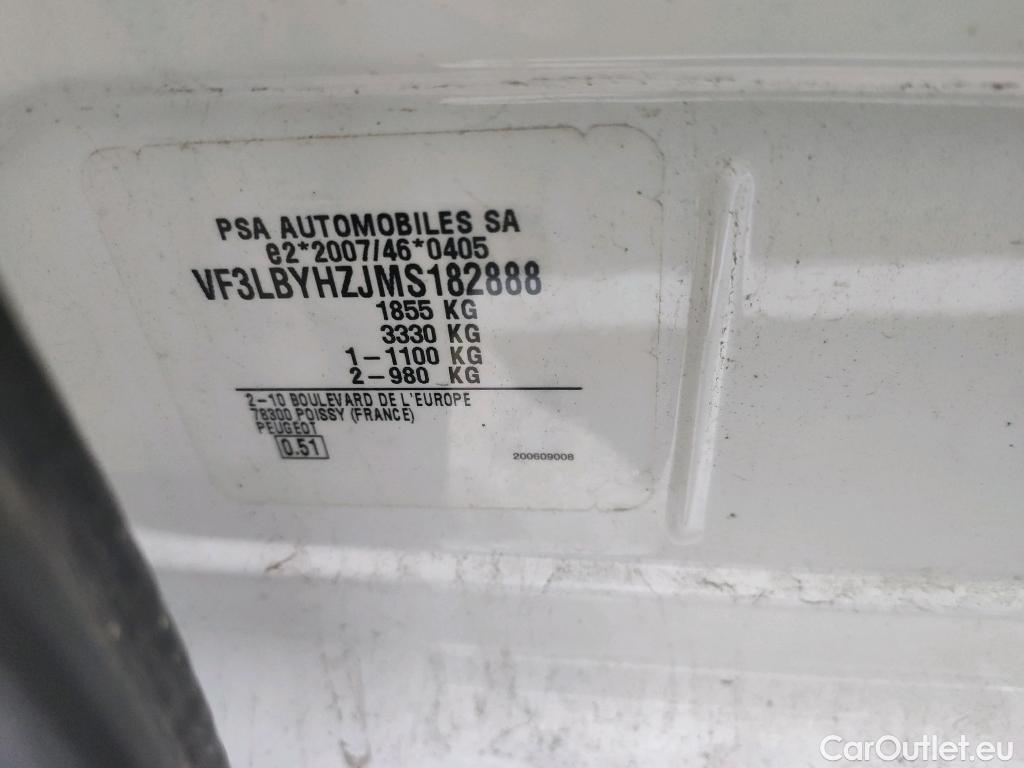 PSA AUTOMOBILES SA
e2*2007/46*0405
VF3LBYHZJMS182888
1855 KG
3330 KG
1-1100 KG
2-980 KG
2-10 BOULEVARD DE L'EUROPE
78300 POISSY (FRANCE)
PEUGEOT
0.51
200609008
CarOutlet.eu